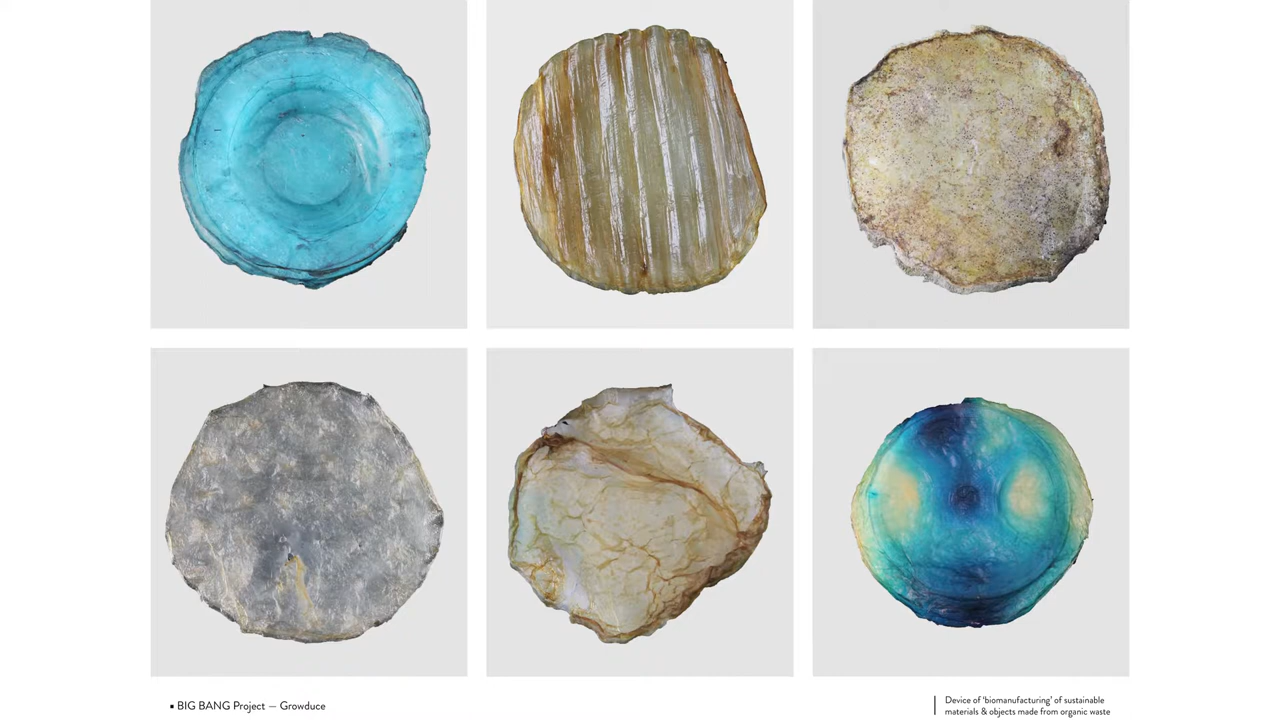 ▪ BIG BANG Project — Growduce
Device of ‘biomanufacturing’ of sustainable
materials & objects made from organic waste